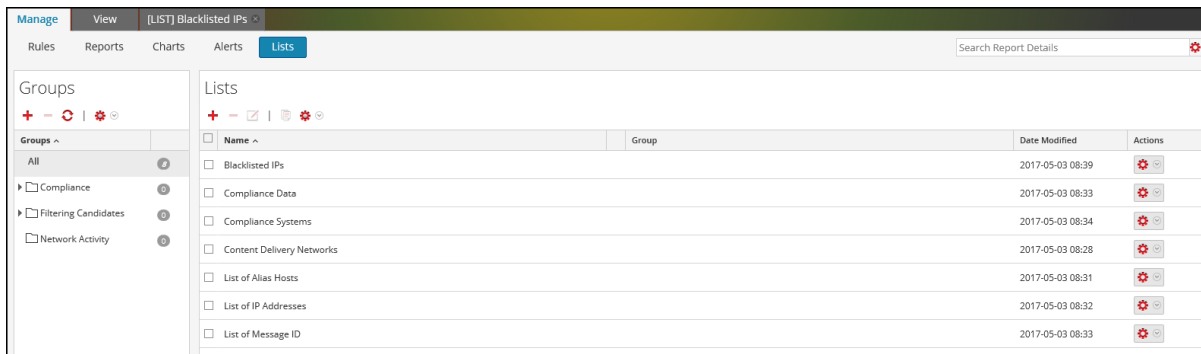 Manage View [LIST] Blacklisted IPs
Rules Reports Charts Alerts Lists Search Report Details
Groups
Lists
Groups
Name Group Date Modified Actions
All
Blacklisted IPs 2017-05-03 08:39
Compliance 0
Compliance Data 2017-05-03 08:33
Filtering Candidates 0
Compliance Systems 2017-05-03 08:34
Network Activity 0
Content Delivery Networks 2017-05-03 08:28
List of Alias Hosts 2017-05-03 08:31
List of IP Addresses 2017-05-03 08:32
List of Message ID 2017-05-03 08:33